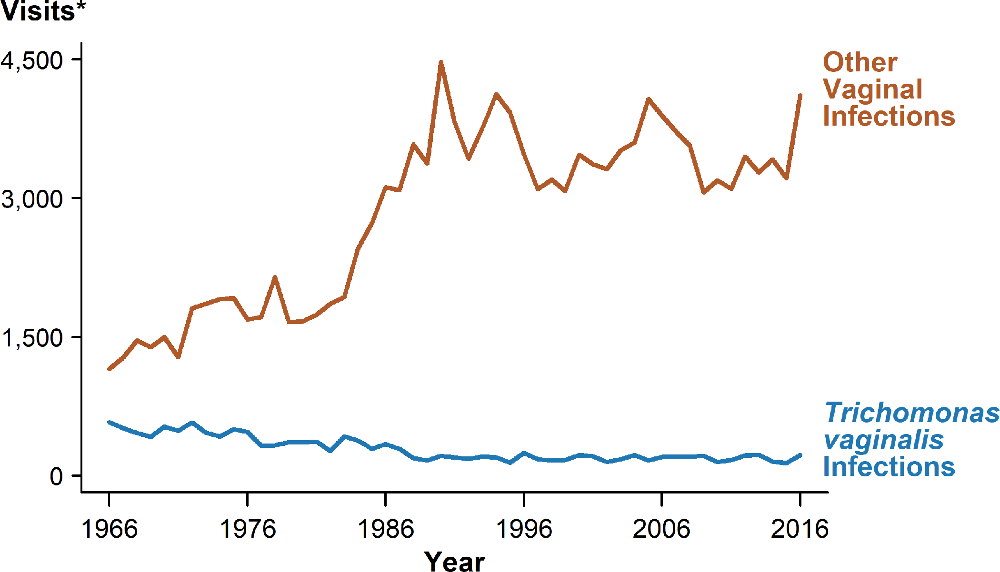 Visits*
4,500
3,000
1,500
0
Other
Vaginal
Infections
Trichomonas
vaginalis
Infections
1966 1976 1986 1996 2006 2016
Year